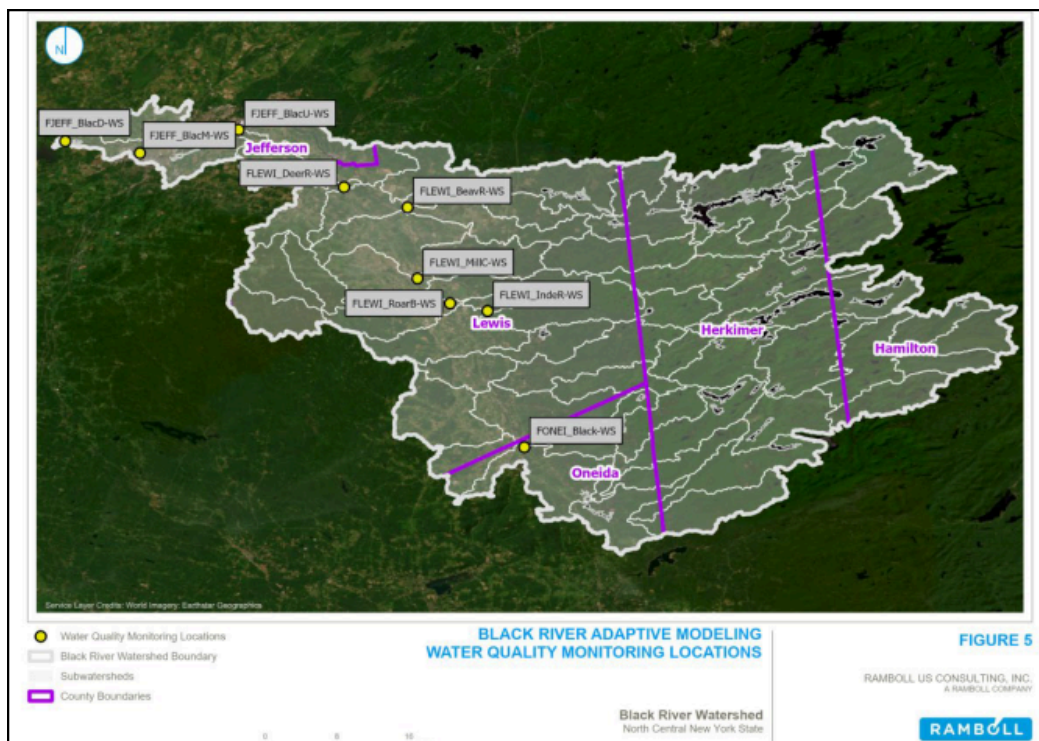 N
FJEFF_BlacD-WS
FJEFF_BlacM-WS
FJEFF_BlacU-WS
Jefferson
FLEWI_DeerR-WS
FLEWI_BeavR-WS
FLEWI_MillC-WS
FLEWI_RoarB-WS
FLEWI_IndeR-WS
Lewis
Herkimer
Hamilton
FONEI_Black-WS
Oneida
Service Layer Credits: World Imagery: Earthstar Geographics
Water Quality Monitoring Locations
Black River Watershed Boundary
Subwatersheds
County Boundaries
BLACK RIVER ADAPTIVE MODELING
WATER QUALITY MONITORING LOCATIONS
Black River Watershed
North Central New York State
FIGURE 5
RAMBOLL US CONSULTING, INC.
A RAMBOLL COMPANY
RAMBOLL
0